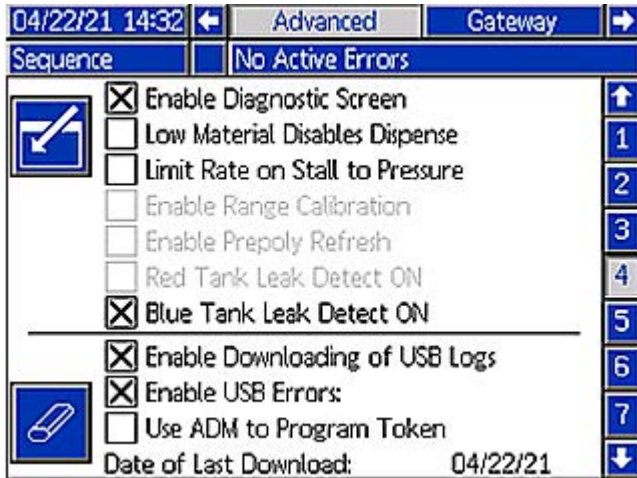 04/22/21 14:32 Advanced Gateway
Sequence No Active Errors
Enable Diagnostic Screen
Low Material Disables Dispense
Limit Rate on Stall to Pressure
Enable Range Calibration
Enable Prepoly Refresh
Red Tank Leak Detect ON
Blue Tank Leak Detect ON
Enable Downloading of USB Logs
Enable USB Errors:
Use ADM to Program Token
Date of Last Download: 04/22/21
1
2
3
4
5
6
7